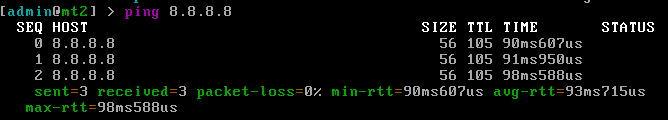 [admin@mt2] > ping 8.8.8.8
SEQ HOST SIZE TTL TIME STATUS
0 8.8.8.8 56 105 90ms607us
1 8.8.8.8 56 105 91ms950us
2 8.8.8.8 56 105 98ms588us
sent=3 received=3 packet-loss=0% min-rtt=90ms607us avg-rtt=93ms715us
max-rtt=98ms588us